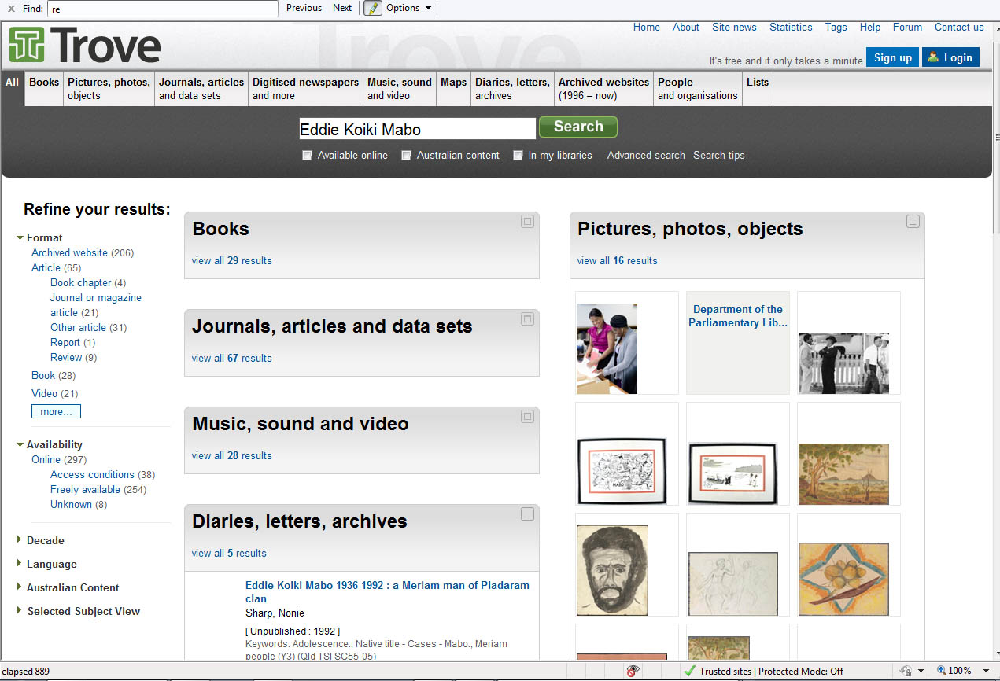 Find: re Previous Next Options
Trove
Home About Site news Statistics Tags Help Forum Contact us
It's free and it only takes a minute Sign up Login
All
Books
Pictures, photos,
objects
Journals, articles
and data sets
Digitised newspapers
and more
Music, sound
and video
Maps
Diaries, letters,
archives
Archived websites
(1996 – now)
People
and organisations
Lists
Eddie Koiki Mabo Search
Available online Australian content In my libraries Advanced search Search tips
Refine your results:
Format
Archived website (206)
Article (65)
Book chapter (4)
Journal or magazine
article (21)
Other article (31)
Report (1)
Review (9)
Book (28)
Video (21)
more...
Availability
Online (297)
Access conditions (38)
Freely available (254)
Unknown (8)
Decade
Language
Australian Content
Selected Subject View
Books
view all 29 results
Journals, articles and data sets
view all 67 results
Music, sound and video
view all 28 results
Diaries, letters, archives
view all 5 results
Eddie Koiki Mabo 1936-1992 : a Meriam man of Piadaram
clan
Sharp, Nonie
[ Unpublished : 1992 ]
Keywords: Adolescence.; Native title - Cases - Mabo.; Meriam
people (Y3) (Qld TSI SC55-05)
Pictures, photos, objects
view all 16 results
Department of the
Parliamentary Lib...
MABO
elapsed 889
Trusted sites | Protected Mode: Off
100%